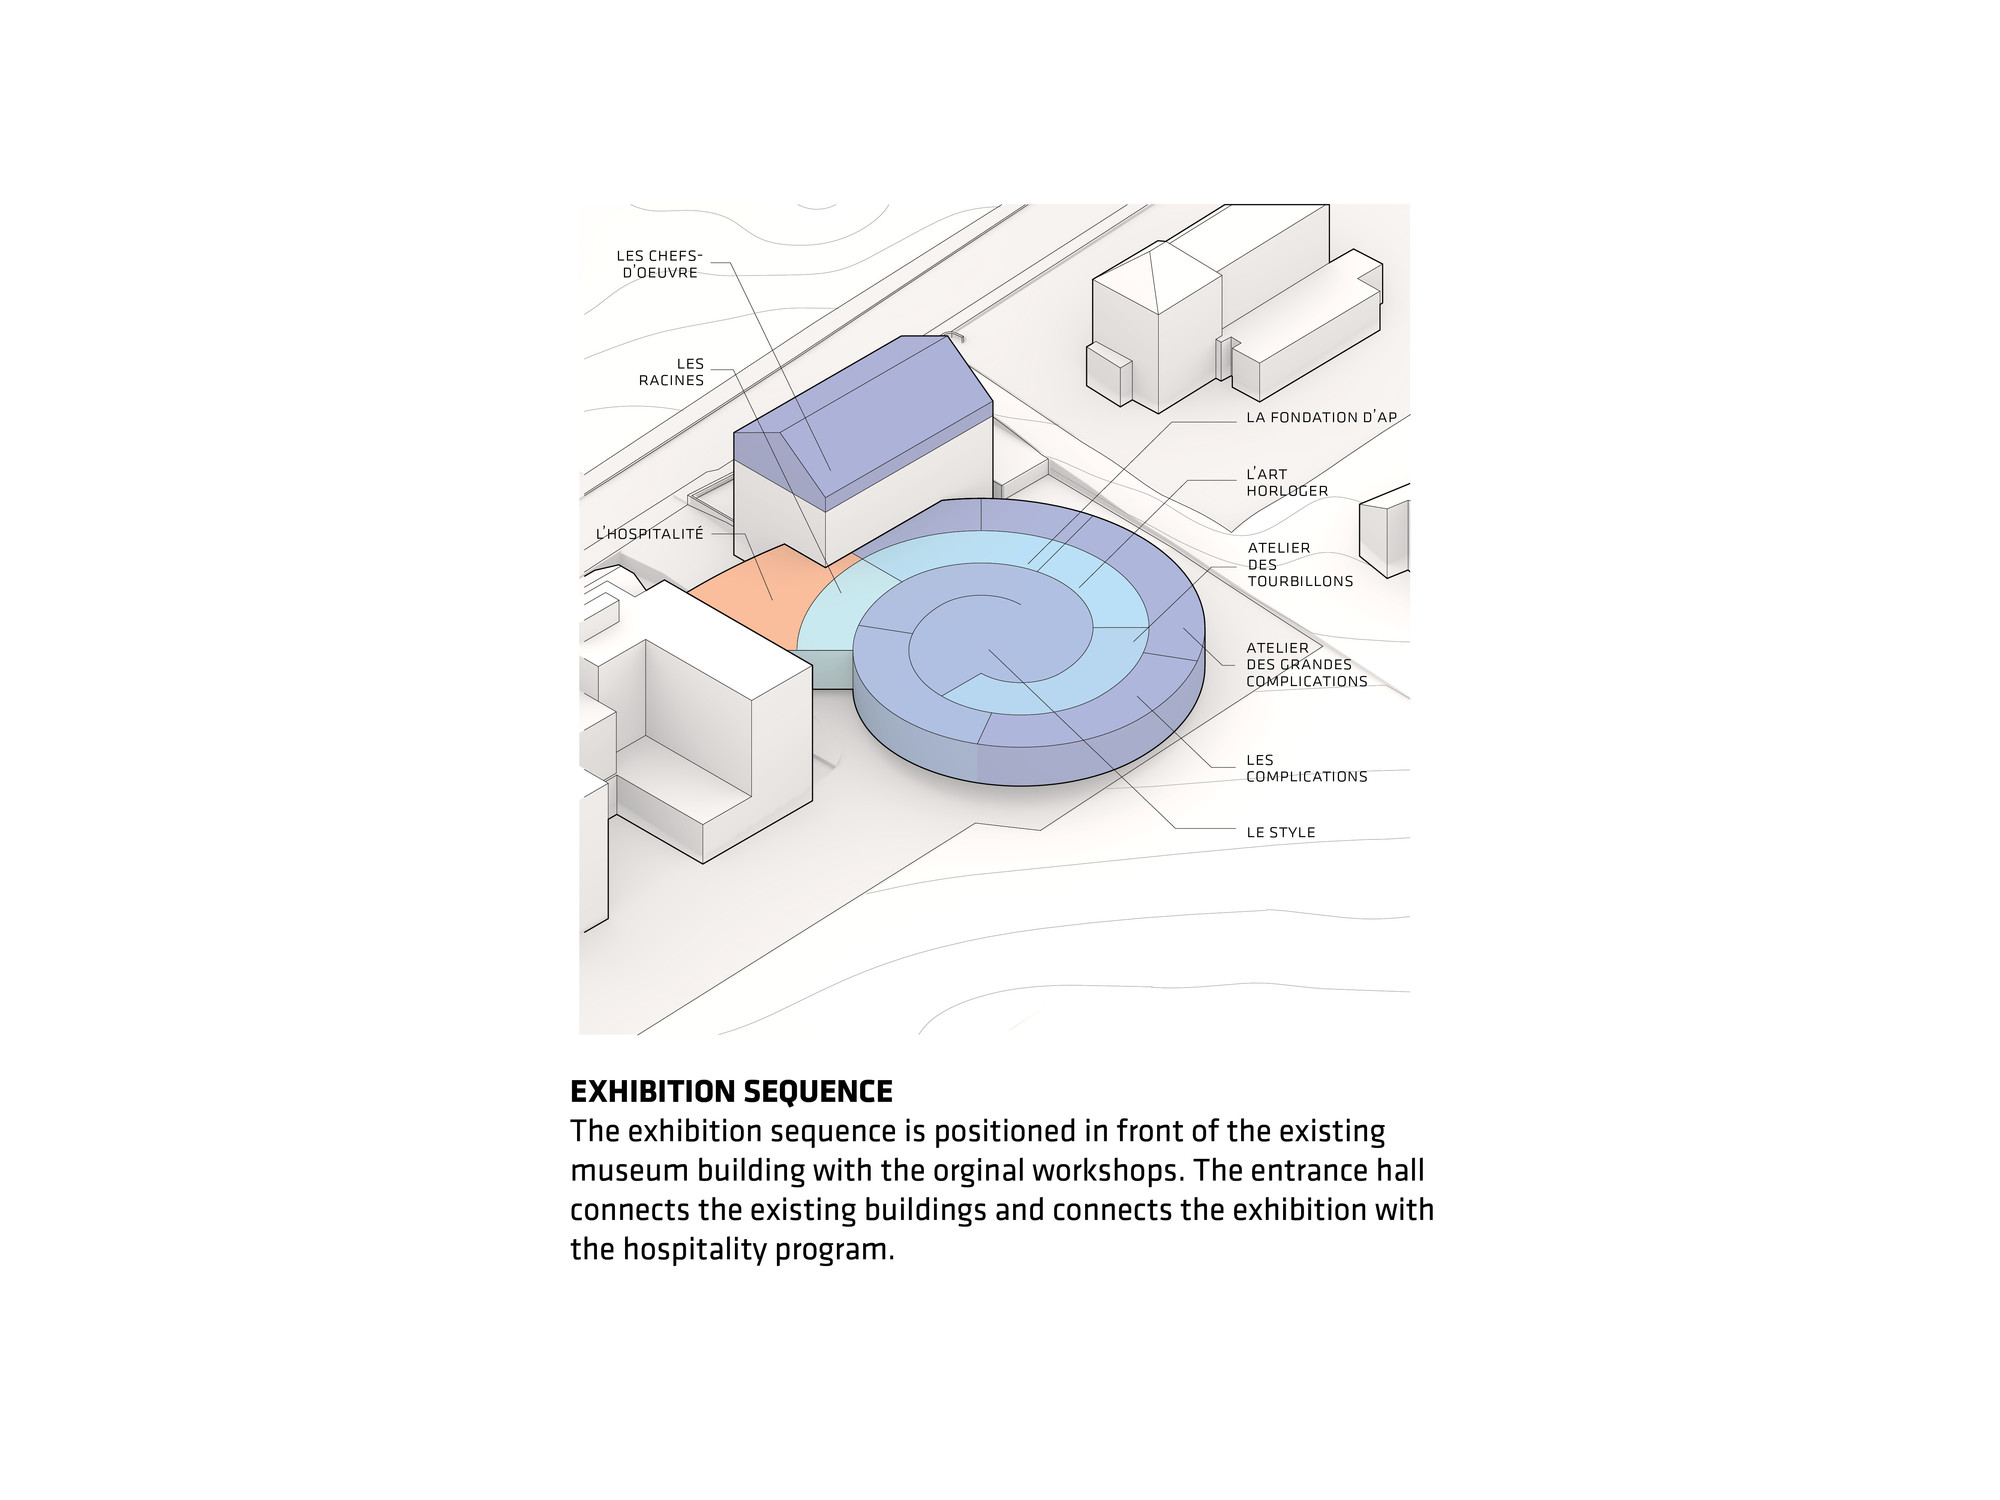 LES CHEFS-
D'OEUVRE
LES
RACINES
L'HOSPITALITÉ
LA FONDATION D'AP
L'ART
HORLOGER
ATELIER
DES
TOURBILLONS
ATELIER
DES GRANDES
COMPLICATIONS
LES
COMPLICATIONS
LE STYLE
EXHIBITION SEQUENCE
The exhibition sequence is positioned in front of the existing
museum building with the orginal workshops. The entrance hall
connects the existing buildings and connects the exhibition with
the hospitality program.